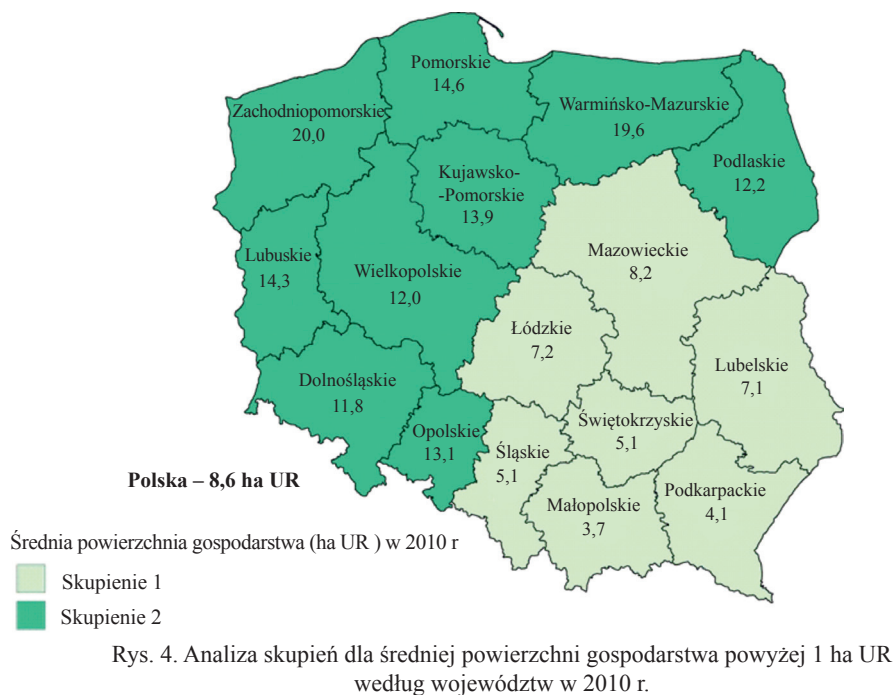 Pomorskie
14,6
Zachodniopomorskie
20,0
Warmińsko-Mazurskie
19,6
Podlaskie
12,2
Kujawsko-
-Pomorskie
13,9
Lubuskie
14,3
Wielkopolskie
12,0
Mazowieckie
8,2
Łódzkie
7,2
Lubelskie
7,1
Dolnośląskie
11,8
Opolskie
13,1
Śląskie
5,1
Świętokrzyskie
5,1
Małopolskie
3,7
Podkarpackie
4,1
Polska – 8,6 ha UR
Średnia powierzchnia gospodarstwa (ha UR ) w 2010 r
Skupienie 1
Skupienie 2
Rys. 4. Analiza skupień dla średniej powierzchni gospodarstwa powyżej 1 ha UR
według województw w 2010 r.